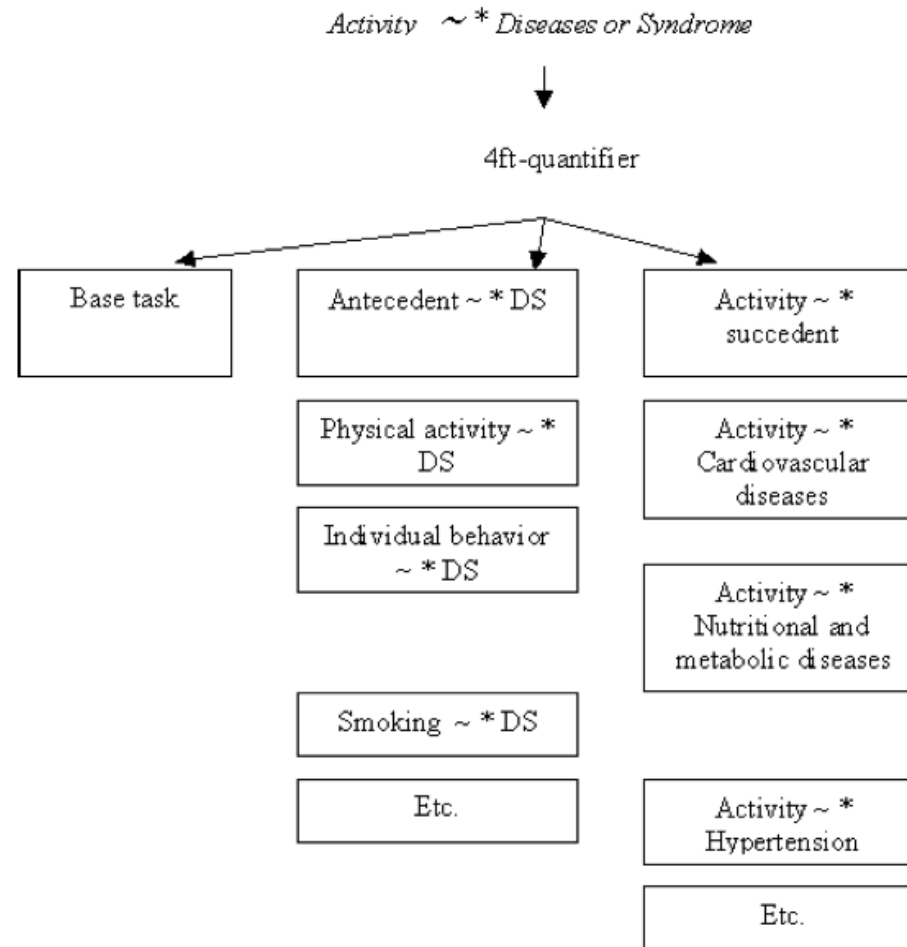 Activity ~ * Diseases or Syndrome
4ft-quantifier
Base task
Antecedent ~ * DS
Physical activity ~ *
DS
Individual behavior
~ * DS
Smoking ~ * DS
Etc.
Activity ~ *
succedent
Activity ~ *
Cardiovascular
diseases
Activity ~ *
Nutritional and
metabolic diseases
Activity ~ *
Hypertension
Etc.